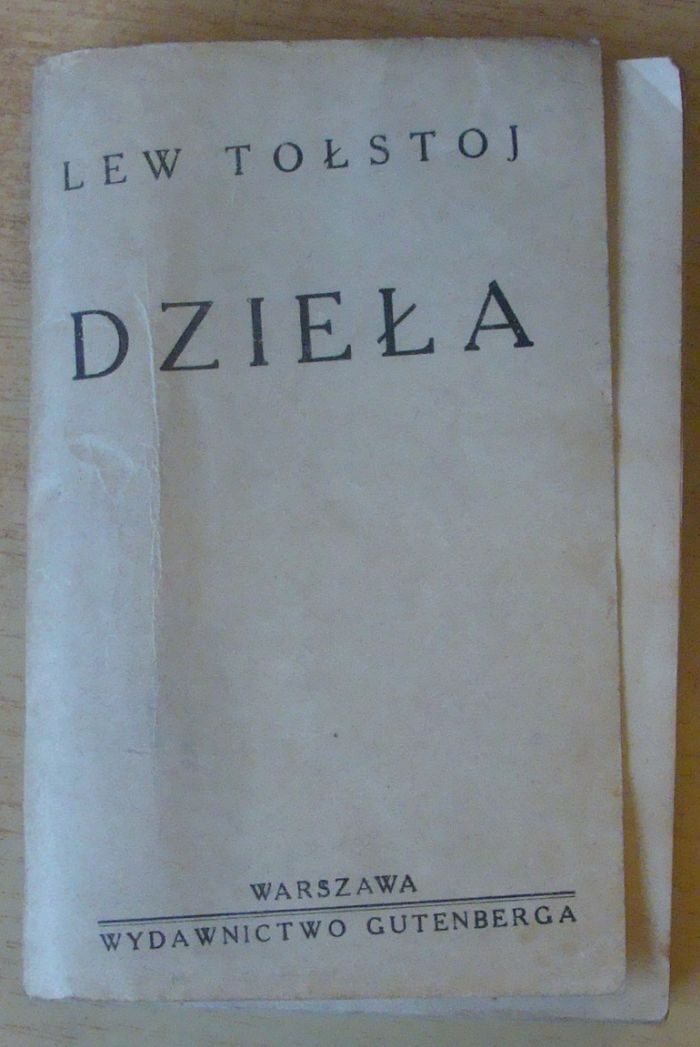 LEW TOŁSTOJ
DZIEŁA
WARSZAWA
WYDAWNICTWO GUTENBERGA